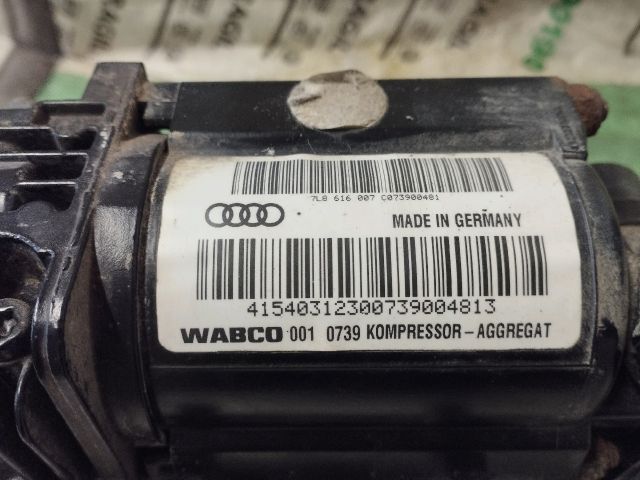 7L8 616 007 C073900481
MADE IN GERMANY
41540312300739004813
WABCO 001 0739 KOMPRESSOR-AGGREGAT